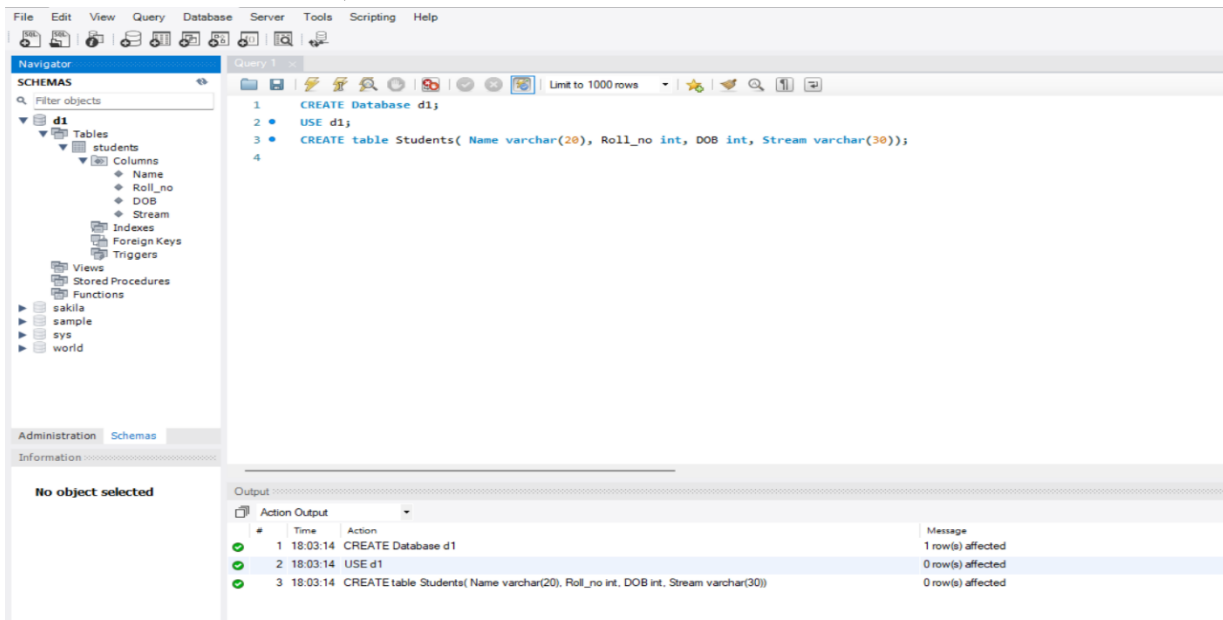 File Edit View Query Database Server Tools Scripting Help
Navigator
SCHEMAS
Filter objects
d1
Tables
students
Columns
Name
Roll_no
DOB
Stream
Indexes
Foreign Keys
Triggers
Views
Stored Procedures
Functions
sakila
sample
sys
world
Administration Schemas
Information
No object selected
Query 1
Limit to 1000 rows
1 CREATE Database d1;
2 USE d1;
3 CREATE table Students( Name varchar(20), Roll_no int, DOB int, Stream varchar(30));
4
Output
Action Output
# Time Action Message
1 18:03:14 CREATE Database d1 1 row(s) affected
2 18:03:14 USE d1 0 row(s) affected
3 18:03:14 CREATE table Students( Name varchar(20), Roll_no int, DOB int, Stream varchar(30)) 0 row(s) affected